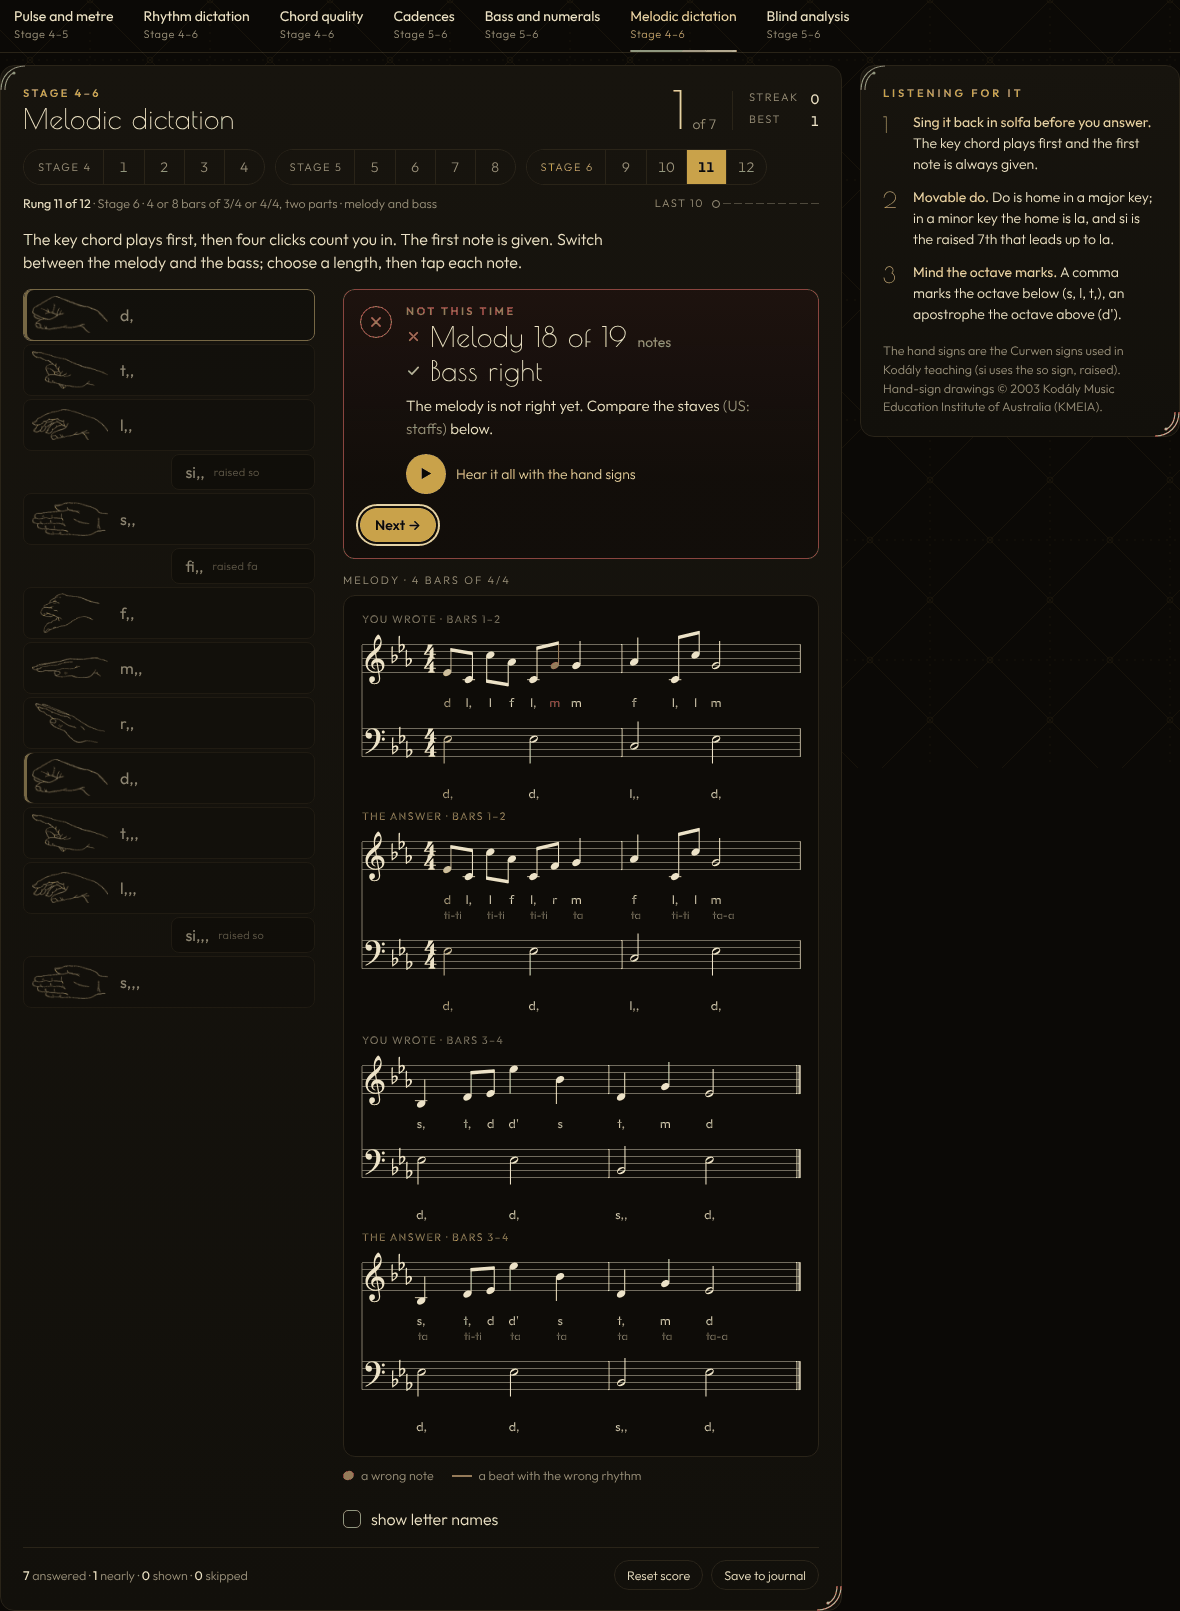 Pulse and metre
Stage 4–5
Rhythm dictation
Stage 4–6
Chord quality
Stage 4–6
Cadences
Stage 5–6
Bass and numerals
Stage 5–6
Melodic dictation
Stage 4–6
Blind analysis
Stage 5–6
STAGE 4–6
Melodic dictation
1 of 7
STREAK 0
BEST 1
STAGE 4 1 2 3 4
STAGE 5 5 6 7 8
STAGE 6 9 10 11 12
Rung 11 of 12 · Stage 6 · 4 or 8 bars of 3/4 or 4/4, two parts · melody and bass
LAST 10
The key chord plays first, then four clicks count you in. The first note is given. Switch
between the melody and the bass; choose a length, then tap each note.
d,
t,,
l,,
si,, raised so
s,,
fi,, raised fa
f,,
m,,
r,,
d,,
t,,,
l,,,
si,,, raised so
s,,,
NOT THIS TIME
Melody 18 of 19 notes
Bass right
The melody is not right yet. Compare the staves (US:
staffs) below.
Hear it all with the hand signs
Next →
MELODY · 4 BARS OF 4/4
YOU WROTE · BARS 1–2
4 4
d l, l f l, m m f l, l m
4 4
d, d, l,, d,
THE ANSWER · BARS 1–2
4 4
d l, l f l, r m f l, l m
ti-ti ti-ti ti-ti ta ta ti-ti ta-a
4 4
d, d, l,, d,
YOU WROTE · BARS 3–4
s, t, d d' s t, m d
d, d, s,, d,
THE ANSWER · BARS 3–4
s, t, d d' s t, m d
ta ti-ti ta ta ta ta ta-a
d, d, s,, d,
a wrong note a beat with the wrong rhythm
show letter names
7 answered · 1 nearly · 0 shown · 0 skipped
Reset score
Save to journal
LISTENING FOR IT
1 Sing it back in solfa before you answer.
The key chord plays first and the first
note is always given.
2 Movable do. Do is home in a major key;
in a minor key the home is la, and si is
the raised 7th that leads up to la.
3 Mind the octave marks. A comma
marks the octave below (s, l, t,), an
apostrophe the octave above (d').
The hand signs are the Curwen signs used in
Kodály teaching (si uses the so sign, raised).
Hand-sign drawings © 2003 Kodály Music
Education Institute of Australia (KMEIA).